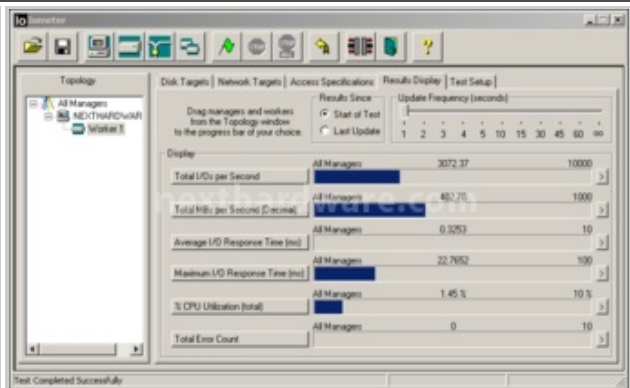 Iometer
Topology
All Managers
NEXTHARDWAR
Worker 1
Disk Targets
Network Targets
Access Specifications
Results Display
Test Setup
Drag managers and workers
from the Topology window
to the progress bar of your choice.
Results Since
Start of Test
Last Update
Update Frequency (seconds)
1 2 3 4 5 10 15 30 45 60 ∞
Display
All Managers 3072.37 10000
Total I/Os per Second
All Managers 402.70 1000
Total MBs per Second (Decimal)
nexthardware.com
All Managers 0.3253 10
Average I/O Response Time (ms)
All Managers 22.7652 100
Maximum I/O Response Time (ms)
All Managers 1.45 % 10 %
% CPU Utilization (total)
All Managers 0 10
Total Error Count
Test Completed Successfully